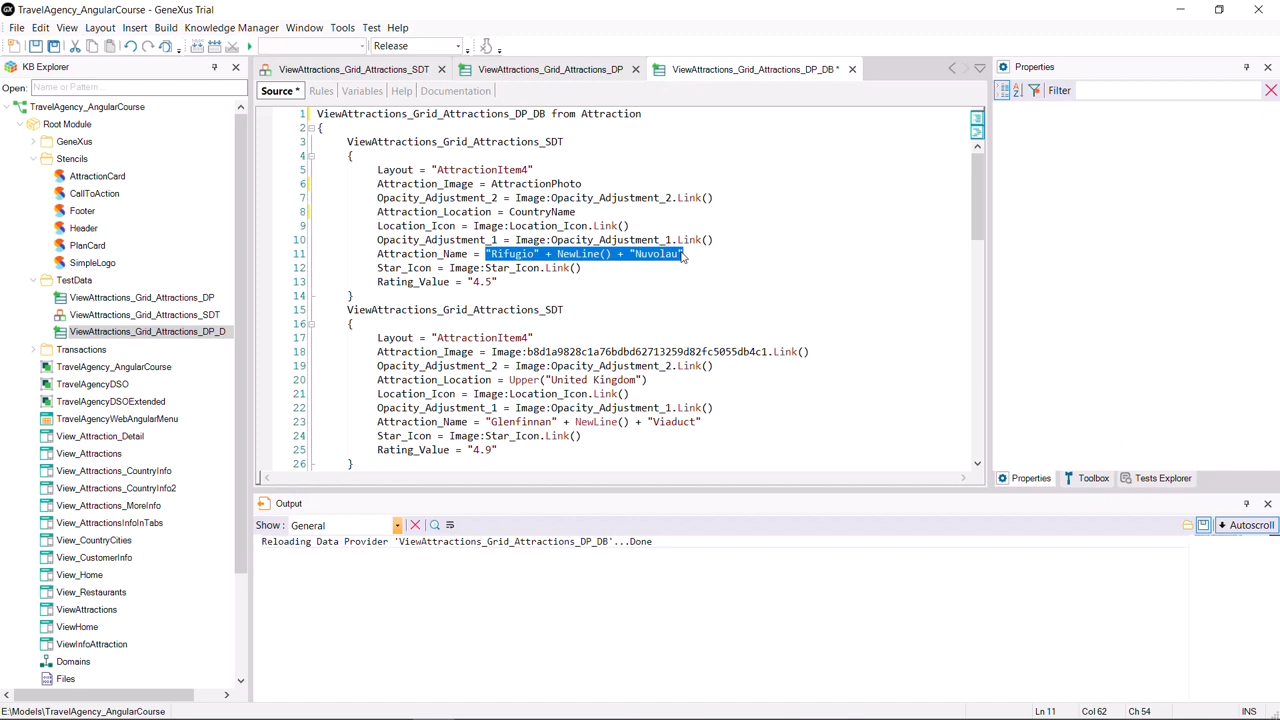 TravelAgency_AngularCourse - GeneXus Trial
File Edit View Layout Insert Build Knowledge Manager Window Tools Test Help
Release
KB Explorer
Open: Name or Pattern...
TravelAgency_AngularCourse
Root Module
GeneXus
Stencils
AttractionCard
CallToAction
Footer
Header
PlanCard
SimpleLogo
TestData
ViewAttractions_Grid_Attractions_DP
ViewAttractions_Grid_Attractions_SDT
ViewAttractions_Grid_Attractions_DP_D
Transactions
TravelAgency_AngularCourse
TravelAgencyDSO
TravelAgencyDSOExtended
TravelAgencyWebAngularMenu
View_Attraction_Detail
View_Attractions
View_Attractions_CountryInfo
View_Attractions_CountryInfo2
View_Attractions_MoreInfo
View_AttractionsInfoInTabs
View_CountryCities
View_CustomerInfo
View_Home
View_Restaurants
ViewAttractions
ViewHome
ViewInfoAttraction
Domains
Files
ViewAttractions_Grid_Attractions_SDT ViewAttractions_Grid_Attractions_DP ViewAttractions_Grid_Attractions_DP_DB *
Source * Rules Variables Help Documentation
1 ViewAttractions_Grid_Attractions_DP_DB from Attraction
2 {
3 ViewAttractions_Grid_Attractions_SDT
4 {
5 Layout = "AttractionItem4"
6 Attraction_Image = AttractionPhoto
7 Opacity_Adjustment_2 = Image:Opacity_Adjustment_2.Link()
8 Attraction_Location = CountryName
9 Location_Icon = Image:Location_Icon.Link()
10 Opacity_Adjustment_1 = Image:Opacity_Adjustment_1.Link()
11 Attraction_Name = "Rifugio" + NewLine() + "Nuvolau"
12 Star_Icon = Image:Star_Icon.Link()
13 Rating_Value = "4.5"
14 }
15 ViewAttractions_Grid_Attractions_SDT
16 {
17 Layout = "AttractionItem4"
18 Attraction_Image = Image:b8d1a9828c1a76bdbd62713259d82fc5055db4c1.Link()
19 Opacity_Adjustment_2 = Image:Opacity_Adjustment_2.Link()
20 Attraction_Location = Upper("United Kingdom")
21 Location_Icon = Image:Location_Icon.Link()
22 Opacity_Adjustment_1 = Image:Opacity_Adjustment_1.Link()
23 Attraction_Name = "Glenfinnan" + NewLine() + "Viaduct"
24 Star_Icon = Image:Star_Icon.Link()
25 Rating_Value = "4.9"
26 }
Properties
Filter
Properties Toolbox Tests Explorer
Output
Show: General Autoscroll
Reloading Data Provider 'ViewAttractions_Grid_Attractions_DP_DB'...Done
E:\Models\TravelAgency_AngularCourse Ln 11 Col 62 Ch 54 INS